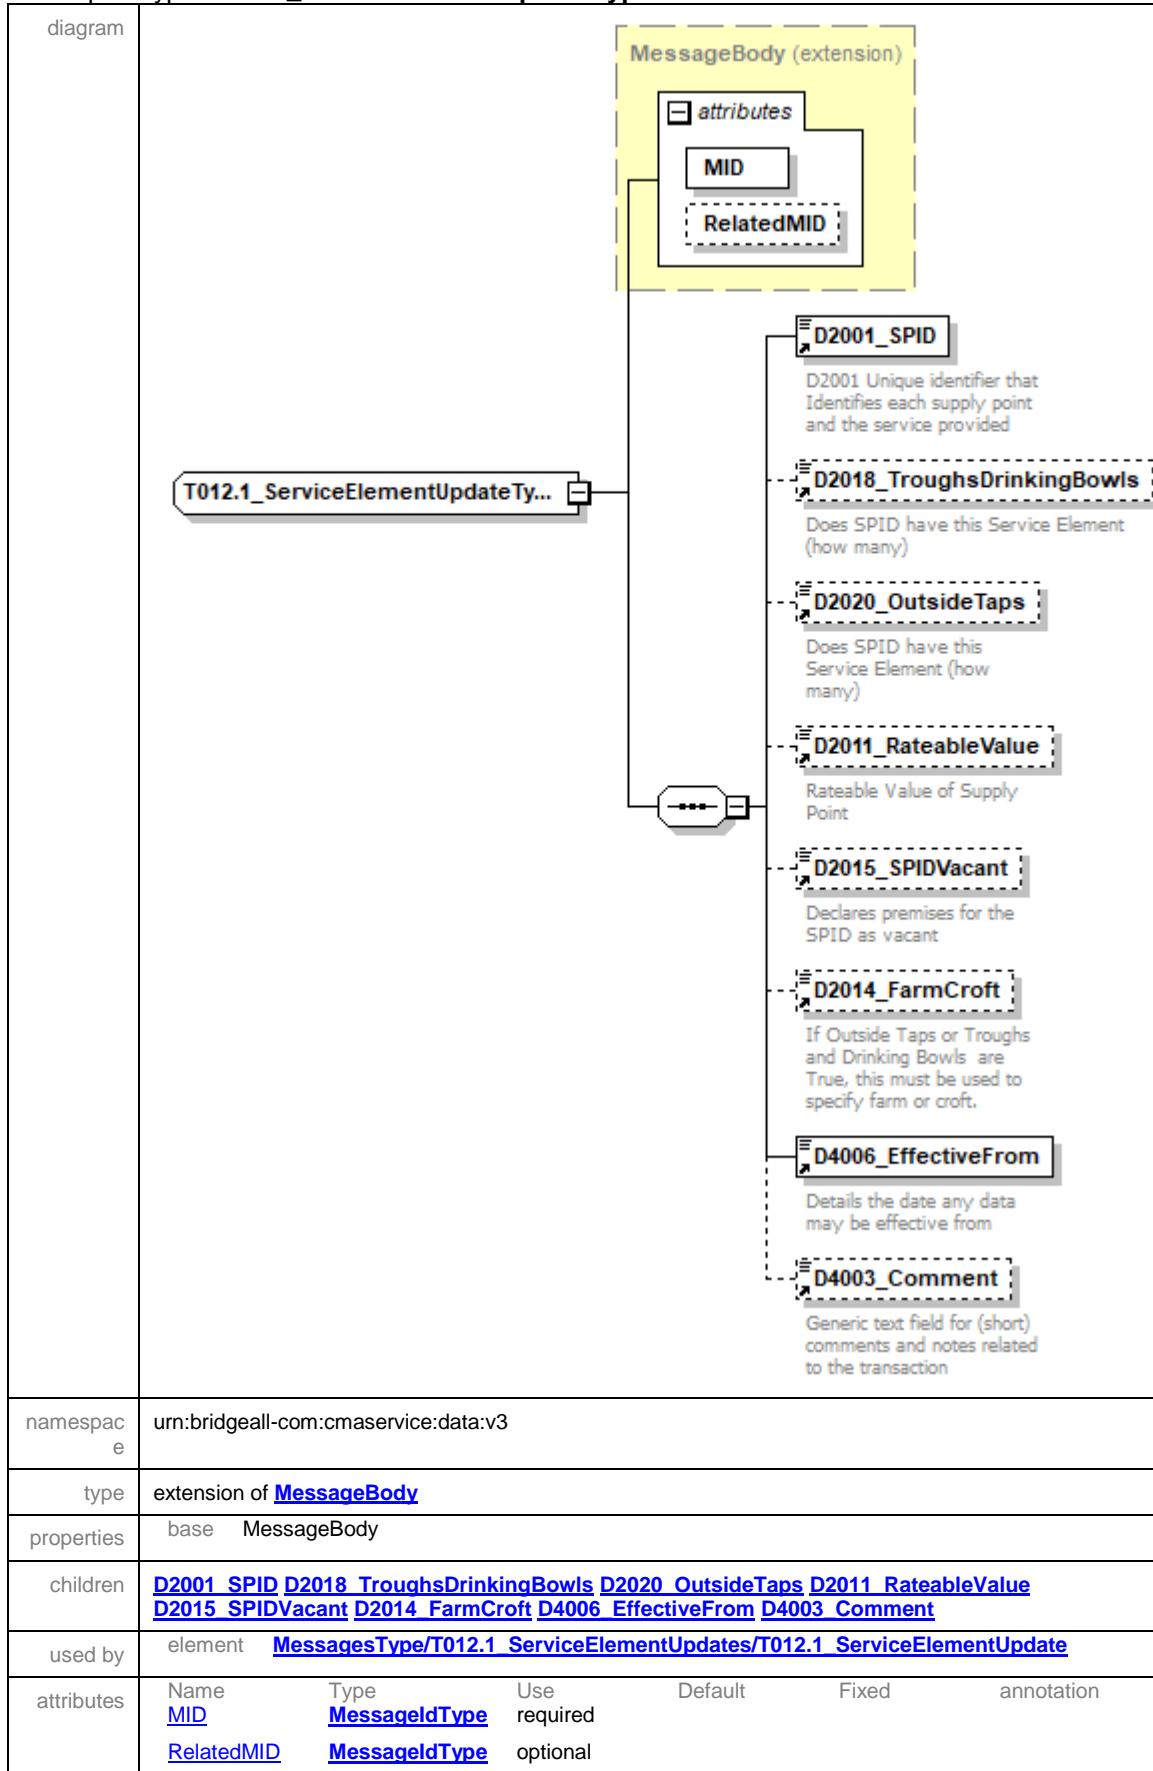 diagram
MessageBody (extension)
attributes
MID
RelatedMID
D2001_SPID
D2001 Unique identifier that
Identifies each supply point
and the service provided
T012.1_ServiceElementUpdateTy...
D2018_TroughsDrinkingBowls
Does SPID have this Service Element
(how many)
D2020_OutsideTaps
Does SPID have this
Service Element (how
many)
D2011_RateableValue
Rateable Value of Supply
Point
D2015_SPIDVacant
Declares premises for the
SPID as vacant
D2014_FarmCroft
If Outside Taps or Troughs
and Drinking Bowls are
True, this must be used to
specify farm or croft.
D4006_EffectiveFrom
Details the date any data
may be effective from
D4003_Comment
Generic text field for (short)
comments and notes related
to the transaction
namespac
e
urn:bridgeall-com:cmaservice:data:v3
type extension of MessageBody
properties base MessageBody
children D2001_SPID D2018_TroughsDrinkingBowls D2020_OutsideTaps D2011_RateableValue
D2015_SPIDVacant D2014_FarmCroft D4006_EffectiveFrom D4003_Comment
used by element MessagesType/T012.1_ServiceElementUpdates/T012.1_ServiceElementUpdate
attributes Name Type Use Default Fixed annotation
MID MessageIdType required
RelatedMID MessageIdType optional